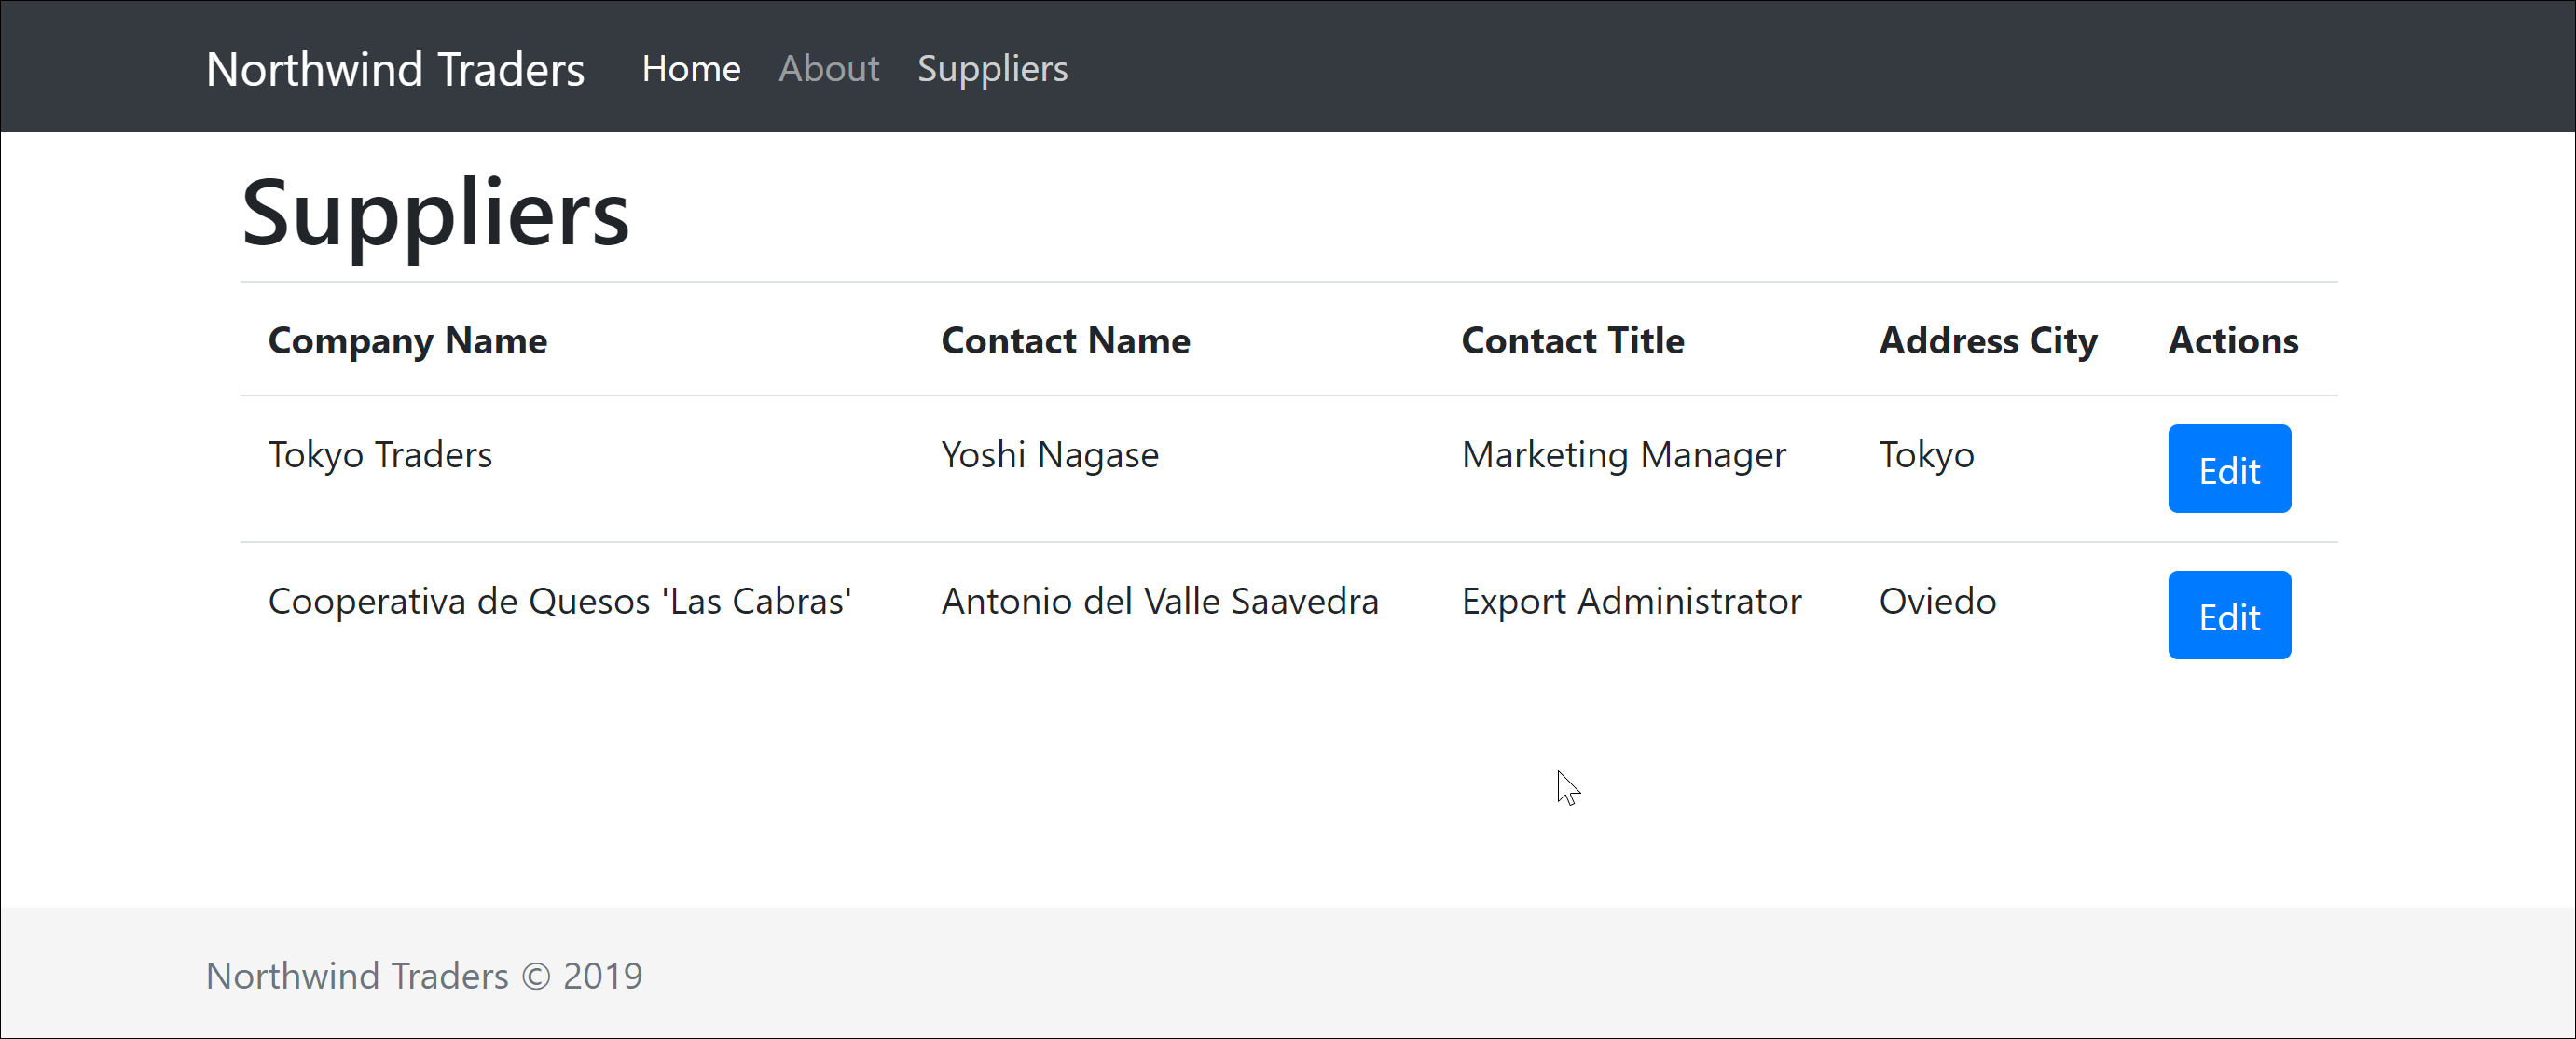 Northwind Traders Home About Suppliers
Suppliers
Company Name Contact Name Contact Title Address City Actions
Tokyo Traders Yoshi Nagase Marketing Manager Tokyo Edit
Cooperativa de Quesos 'Las Cabras' Antonio del Valle Saavedra Export Administrator Oviedo Edit
Northwind Traders © 2019